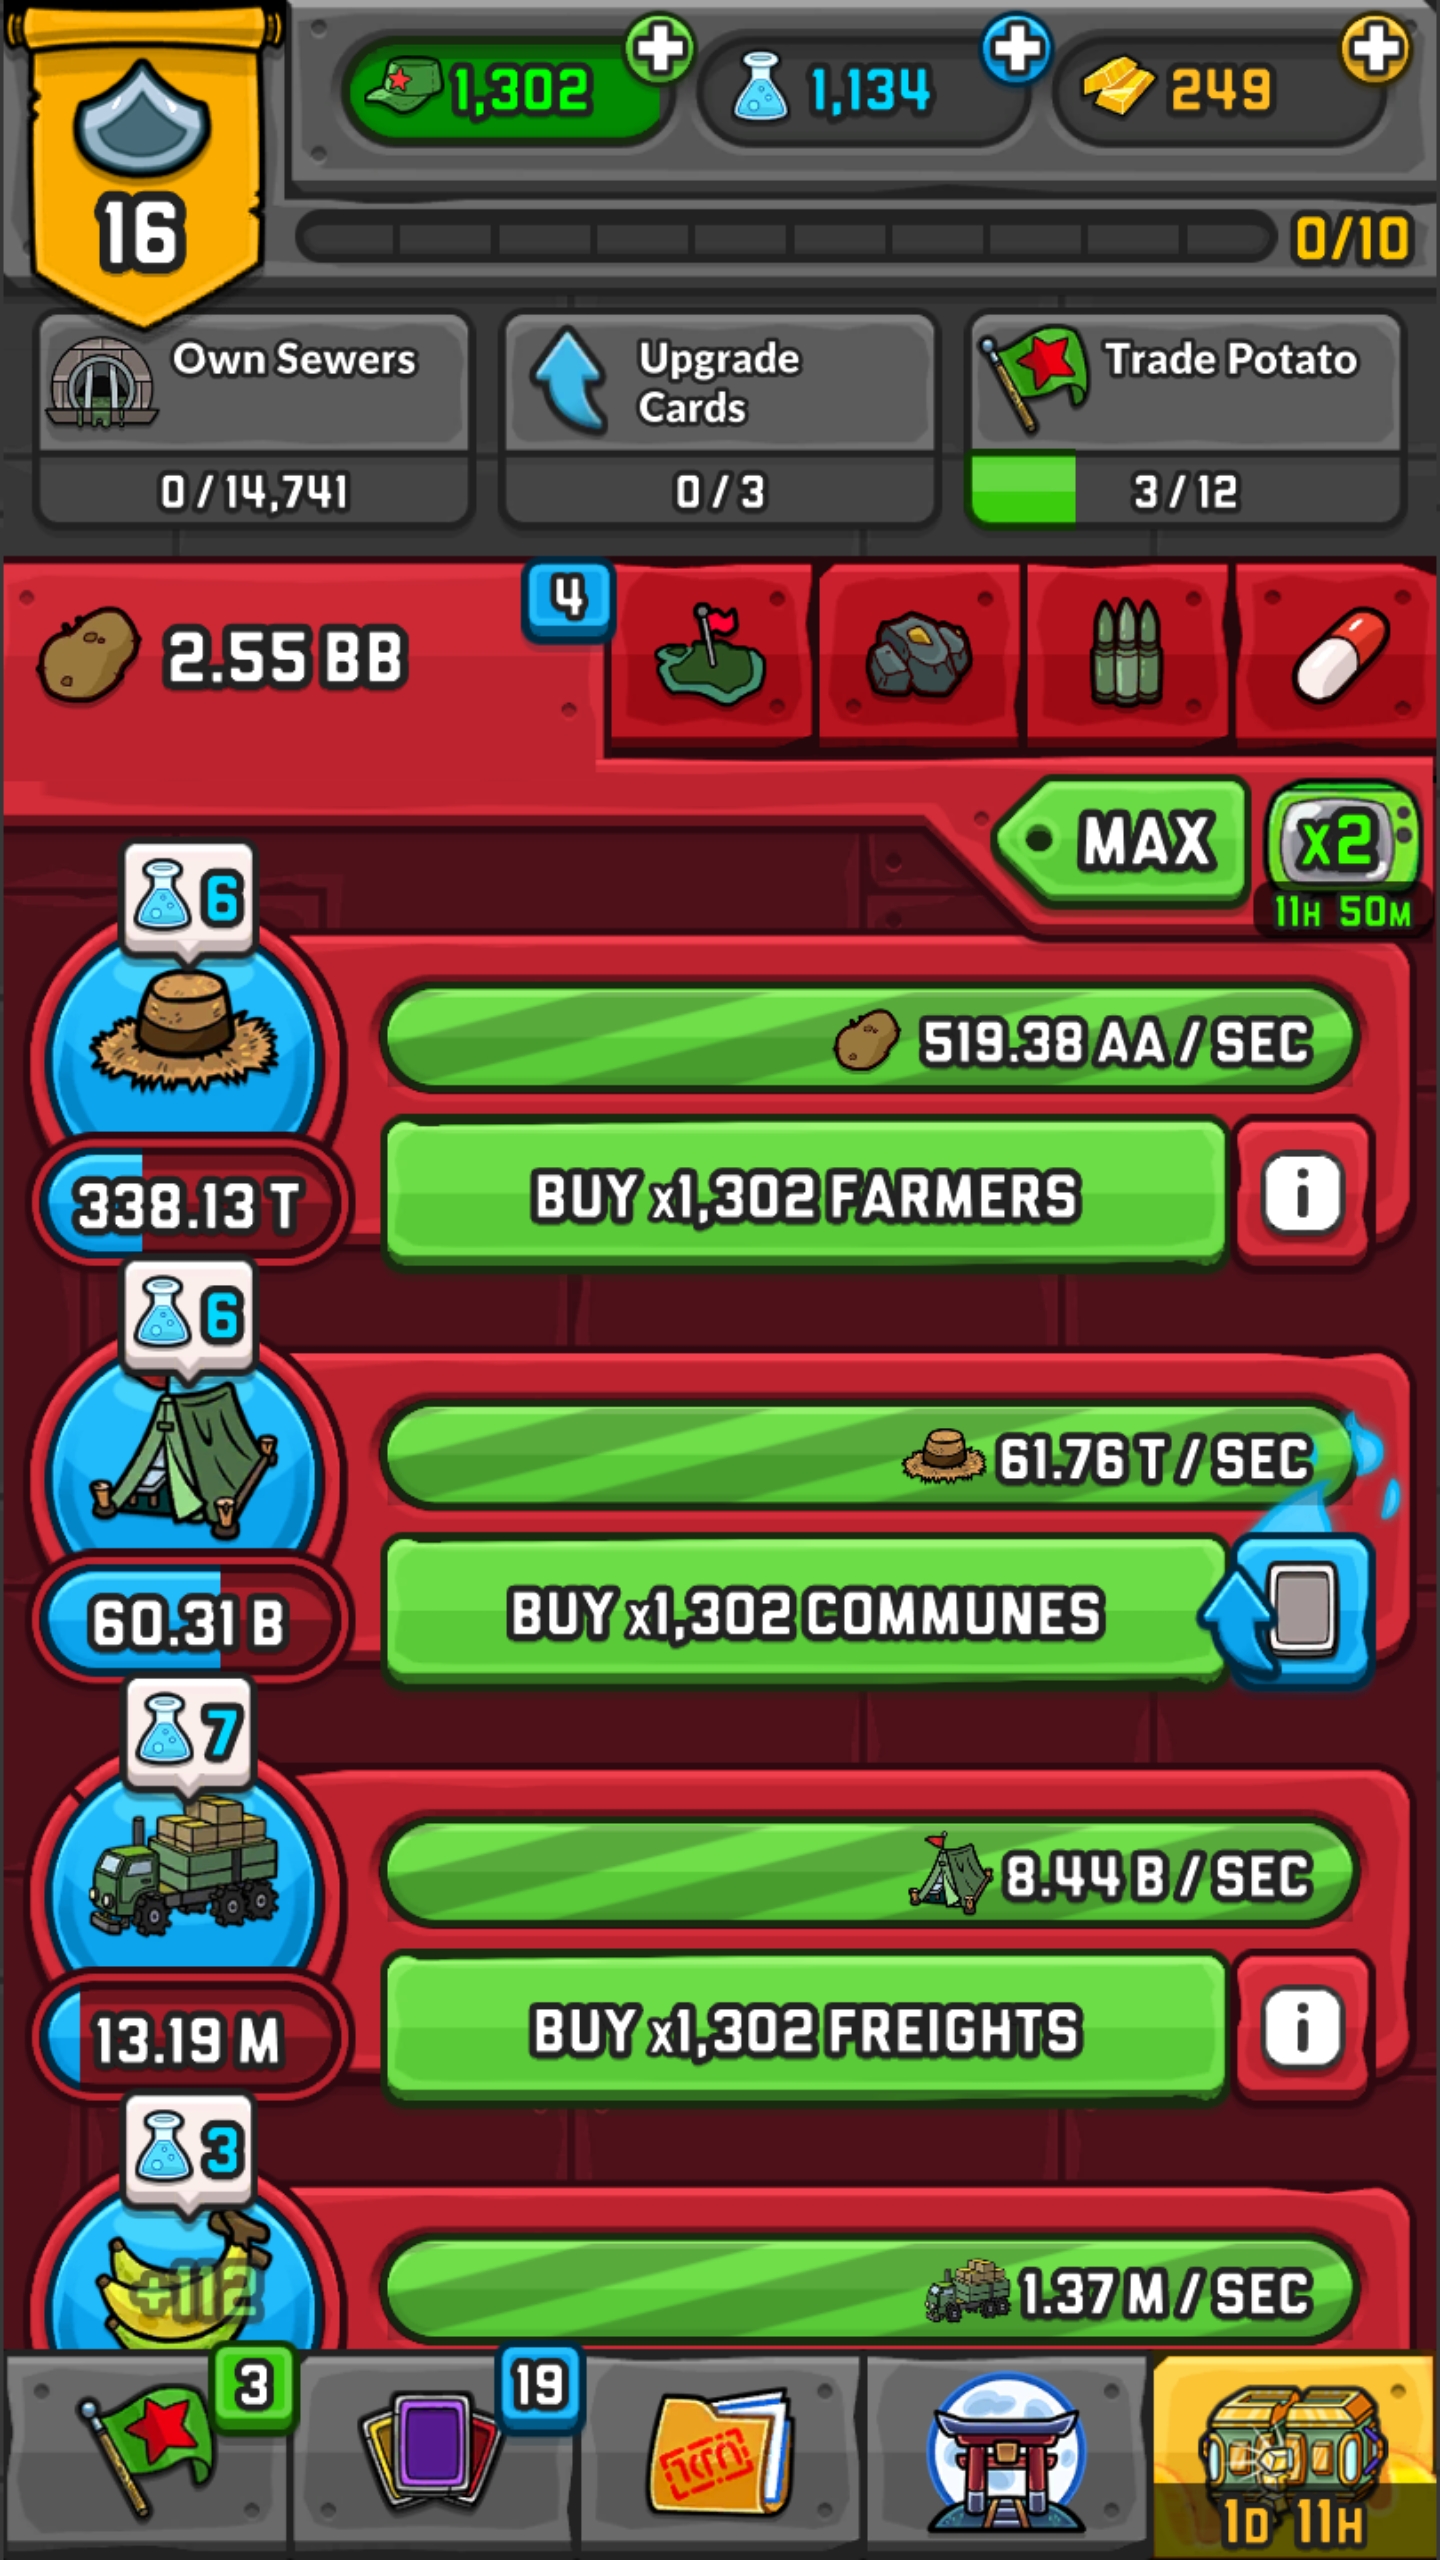 1,302
1,134
249
16
0/10
Own Sewers
0 / 14,741
Upgrade
Cards
0 / 3
Trade Potato
3 / 12
2.55 BB
4
MAX
x2
11H 50M
6
519.38 AA / SEC
BUY x1,302 FARMERS
338.13 T
6
61.76 T / SEC
BUY x1,302 COMMUNES
60.31 B
7
8.44 B / SEC
BUY x1,302 FREIGHTS
13.19 M
3
+112
1.37 M / SEC
3
19
1D 11H